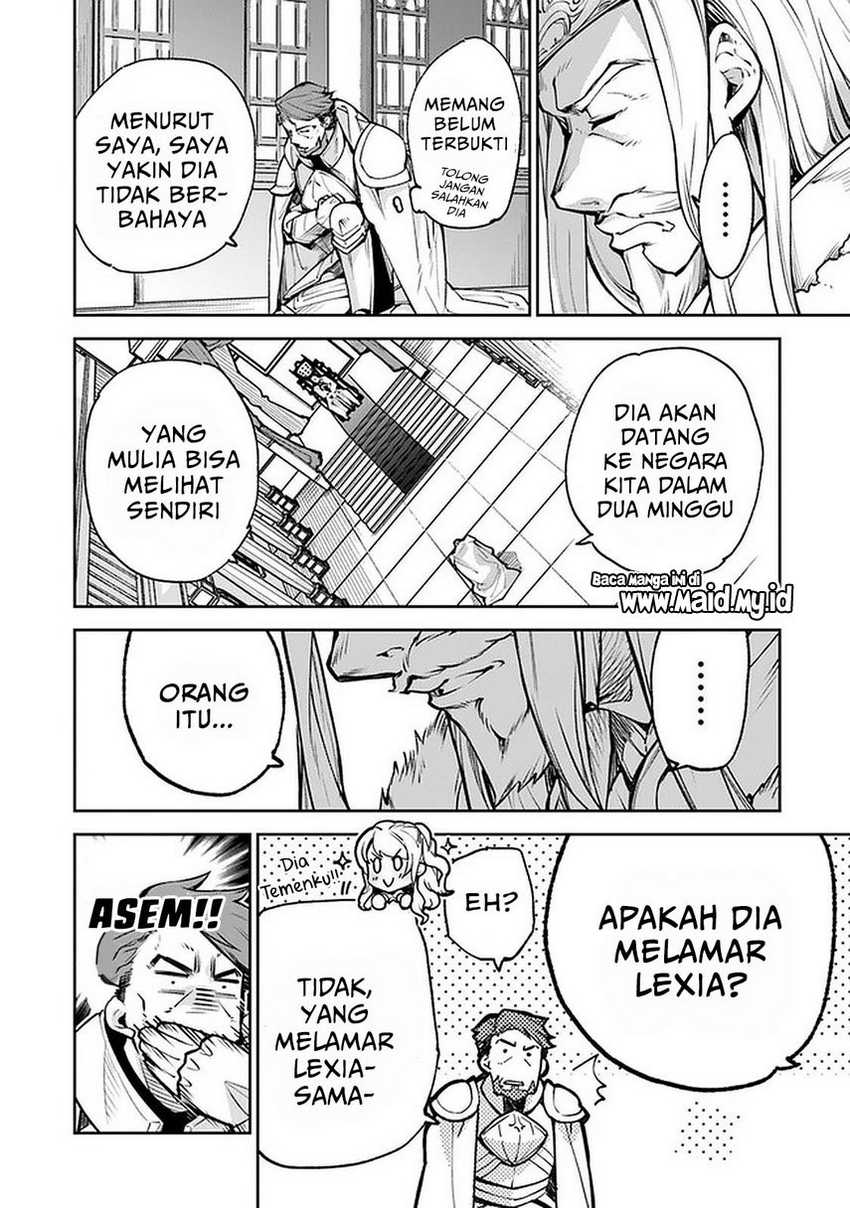 .......
MEMANG
BELUM
TERBUKTI
TOLONG
JANGAN
SALAHKAN
DIA
MENURUT
SAYA, SAYA
YAKIN DIA
TIDAK BER-
BAHAYA
DIA AKAN
DATANG
KE NEGARA
KITA DALAM
DUA MINGGU
Baca Manga ini di
www.Maid.My.id
YANG
MULIA BISA
MELIHAT
SENDIRI
.......
ORANG
ITU...
APAKAH DIA
MELAMAR
LEXIA?
EH?
Dia
Temenku!!
TIDAK,
YANG
MELAMAR
LEXIA-
SAMA-
ASEM!!